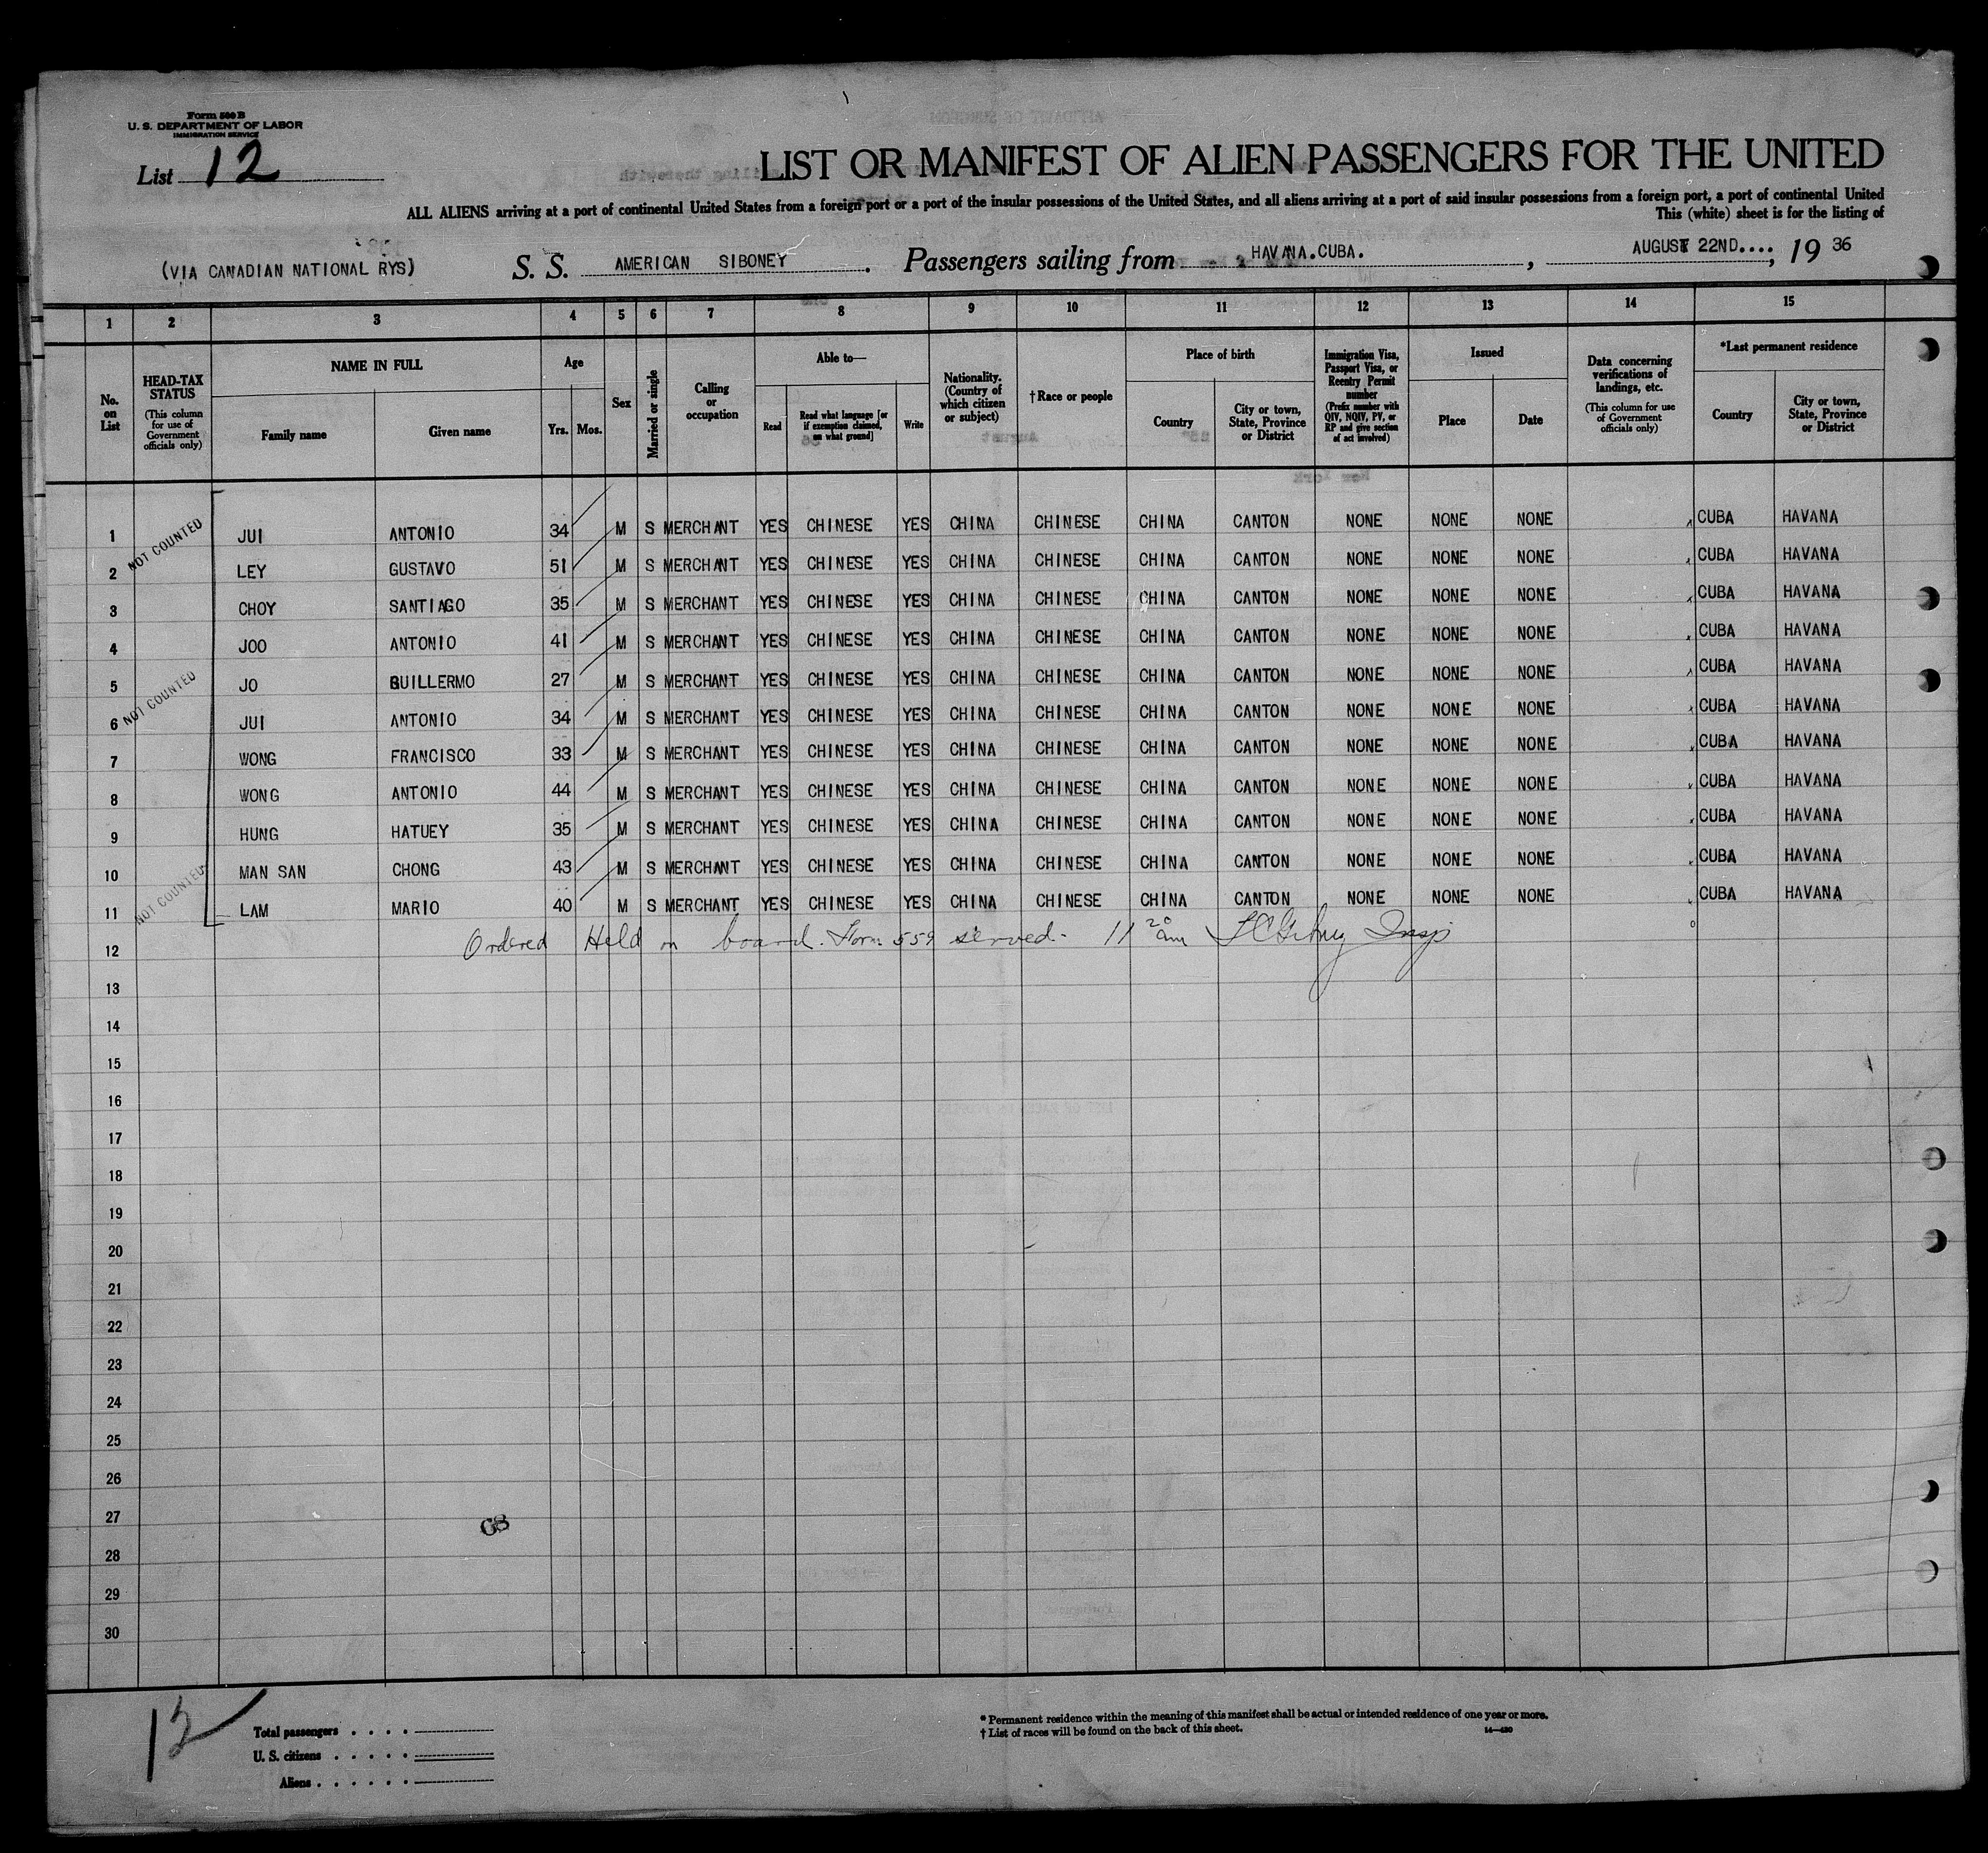 Form 500 B
U. S. DEPARTMENT OF LABOR
IMMIGRATION SERVICE
List 12
LIST OR MANIFEST OF ALIEN PASSENGERS FOR THE UNITED
ALL ALIENS arriving at a port of continental United States from a foreign port or a port of the insular possessions of the United States, and all aliens arriving at a port of said insular possessions from a foreign port, a port of continental United
This (white) sheet is for the listing of
(VIA CANADIAN NATIONAL RYS) S. S. AMERICAN SIBONEY. Passengers sailing from HAVANA.CUBA., AUGUST 22ND...., 19 36
1 2 3 4 5 6 7 8 9 10 11 12 13 14 15
No. on List
HEAD-TAX STATUS (This column for use of Government officials only)
NAME IN FULL
Family name
Given name
Age
Yrs. Mos.
Sex
Married or single
Calling or occupation
Able to—
Read
Read what language [or if exemption claimed, on what ground]
Write
Nationality. (Country of which citizen or subject)
†Race or people
Place of birth
Country
City or town, State, Province or District
Immigration Visa, Passport Visa, or Reentry Permit number (Prefix number with QIV, NQIV, PV, or RP and give section of act involved)
Issued
Place
Date
Data concerning verifications of landings, etc. (This column for use of Government officials only)
*Last permanent residence
Country
City or town, State, Province or District
1 JUI ANTONIO 34 M S MERCHANT YES CHINESE YES CHINA CHINESE CHINA CANTON NONE NONE NONE CUBA HAVANA
NOT COUNTED
2 LEY GUSTAVO 51 M S MERCHANT YES CHINESE YES CHINA CHINESE CHINA CANTON NONE NONE NONE CUBA HAVANA
3 CHOY SANTIAGO 35 M S MERCHANT YES CHINESE YES CHINA CHINESE CHINA CANTON NONE NONE NONE CUBA HAVANA
4 JOO ANTONIO 41 M S MERCHANT YES CHINESE YES CHINA CHINESE CHINA CANTON NONE NONE NONE CUBA HAVANA
5 JO GUILLERMO 27 M S MERCHANT YES CHINESE YES CHINA CHINESE CHINA CANTON NONE NONE NONE CUBA HAVANA
NOT COUNTED
6 JUI ANTONIO 34 M S MERCHANT YES CHINESE YES CHINA CHINESE CHINA CANTON NONE NONE NONE CUBA HAVANA
7 WONG FRANCISCO 33 M S MERCHANT YES CHINESE YES CHINA CHINESE CHINA CANTON NONE NONE NONE CUBA HAVANA
8 WONG ANTONIO 44 M S MERCHANT YES CHINESE YES CHINA CHINESE CHINA CANTON NONE NONE NONE CUBA HAVANA
9 HUNG HATUEY 35 M S MERCHANT YES CHINESE YES CHINA CHINESE CHINA CANTON NONE NONE NONE CUBA HAVANA
10 MAN SAN CHONG 43 M S MERCHANT YES CHINESE YES CHINA CHINESE CHINA CANTON NONE NONE NONE CUBA HAVANA
NOT COUNTED
11 LAM MARIO 40 M S MERCHANT YES CHINESE YES CHINA CHINESE CHINA CANTON NONE NONE NONE CUBA HAVANA
12 Ordered Held on board. Form 559 served - 11 20 am Insp
13
14
15
16
17
18
19
20
21
22
23
24
25
26
27
28
29
30
12
Total passengers . . . .
U. S. citizens . . . . .
Aliens . . . . . .
* Permanent residence within the meaning of this manifest shall be actual or intended residence of one year or more.
† List of races will be found on the back of this sheet.
14—430